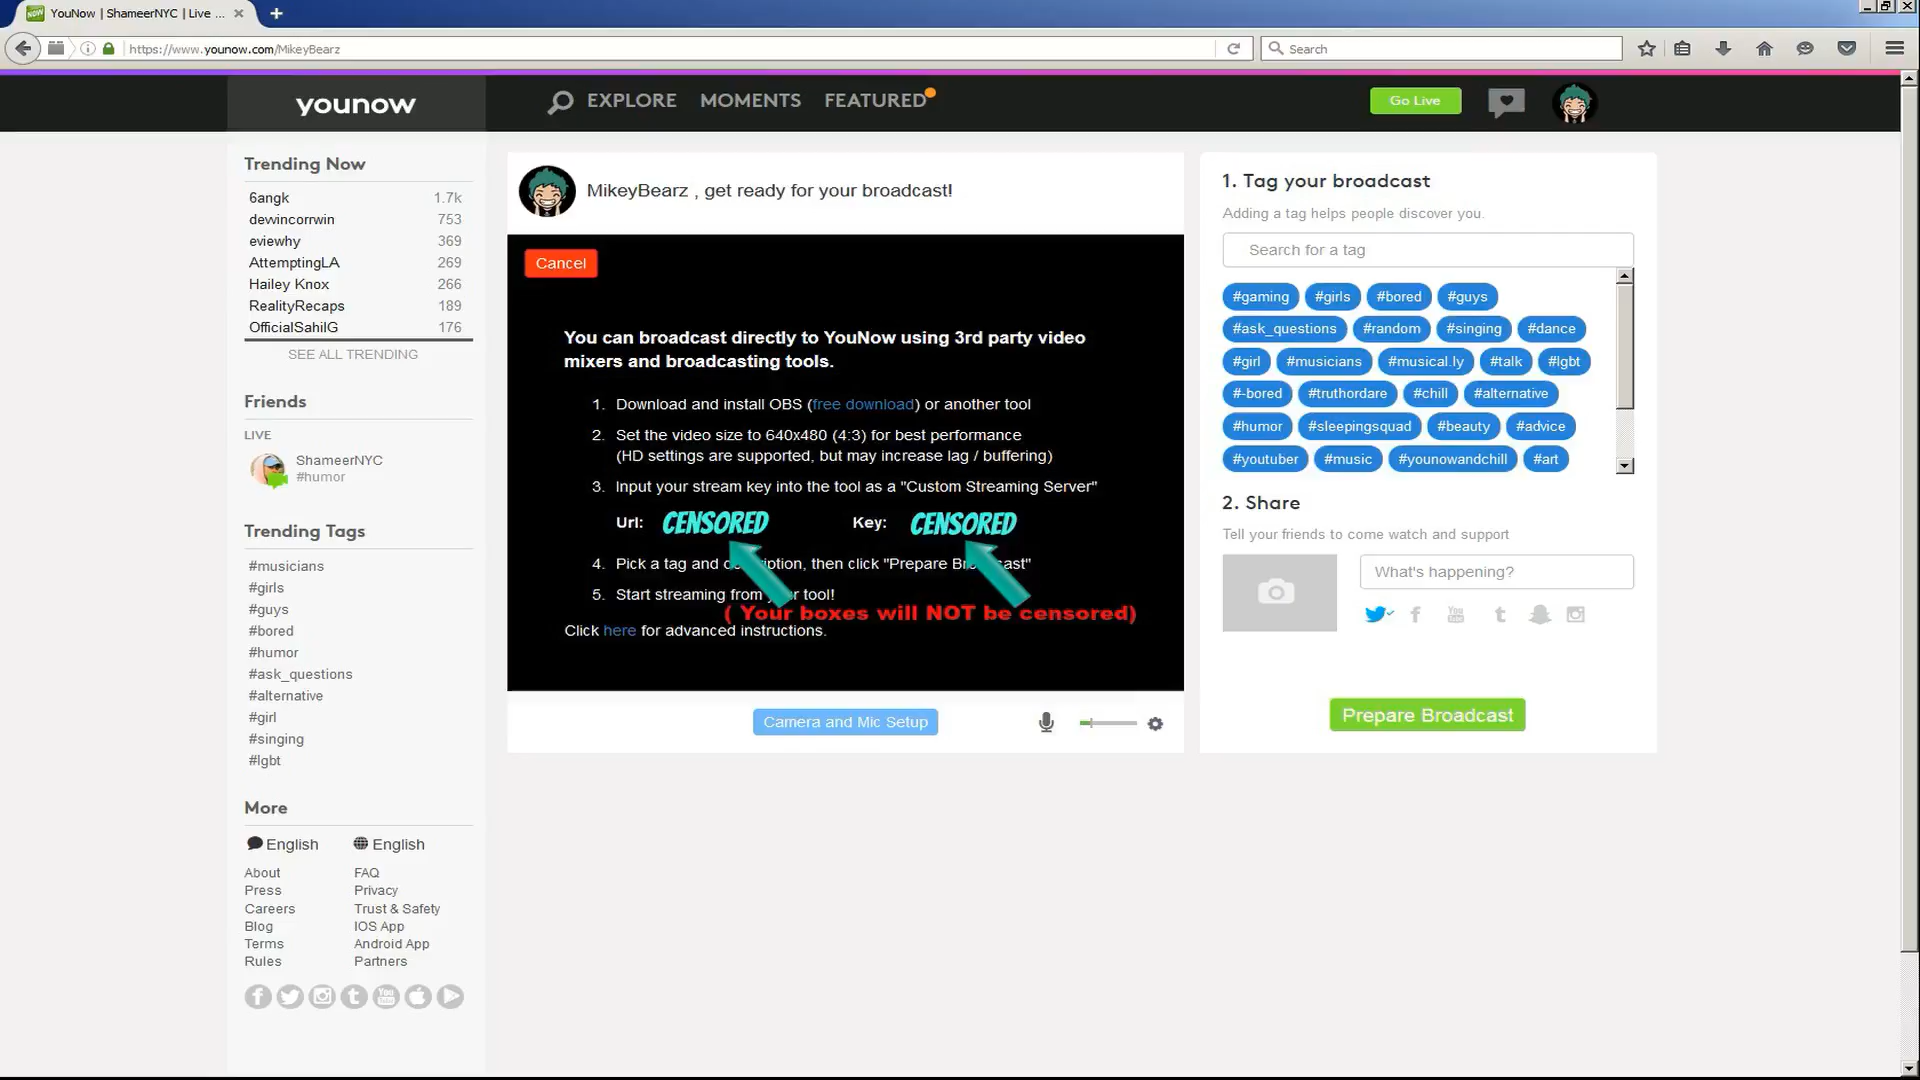 YouNow | ShameerNYC | Live ...
https://www.younow.com/MikeyBearz
Search
younow
EXPLORE
MOMENTS
FEATURED
Go Live
Trending Now
6angk 1.7k
devvincorrwin 753
eviewhy 369
AttemptingLA 269
Hailey Knox 266
RealityRecaps 189
OfficialSahilG 176
SEE ALL TRENDING
Friends
LIVE
ShameerNYC
#humor
Trending Tags
#musicians
#girls
#guys
#bored
#humor
#ask_questions
#alternative
#girl
#singing
#lgbt
More
English English
About FAQ
Press Privacy
Careers Trust & Safety
Blog IOS App
Terms Android App
Rules Partners
MikeyBearz , get ready for your broadcast!
Cancel
You can broadcast directly to YouNow using 3rd party video
mixers and broadcasting tools.
1. Download and install OBS (free download) or another tool
2. Set the video size to 640x480 (4:3) for best performance
(HD settings are supported, but may increase lag / buffering)
3. Input your stream key into the tool as a "Custom Streaming Server"
Url: CENSORED Key: CENSORED
4. Pick a tag and description, then click "Prepare Broadcast"
5. Start streaming from your tool!
( Your boxes will NOT be censored)
Click here for advanced instructions.
Camera and Mic Setup
1. Tag your broadcast
Adding a tag helps people discover you.
Search for a tag
#gaming #girls #bored #guys
#ask_questions #random #singing #dance
#girl #musicians #musical.ly #talk #lgbt
#-bored #truthordare #chill #alternative
#humor #sleepingsquad #beauty #advice
#youtuber #music #younowandchill #art
2. Share
Tell your friends to come watch and support
What's happening?
Prepare Broadcast